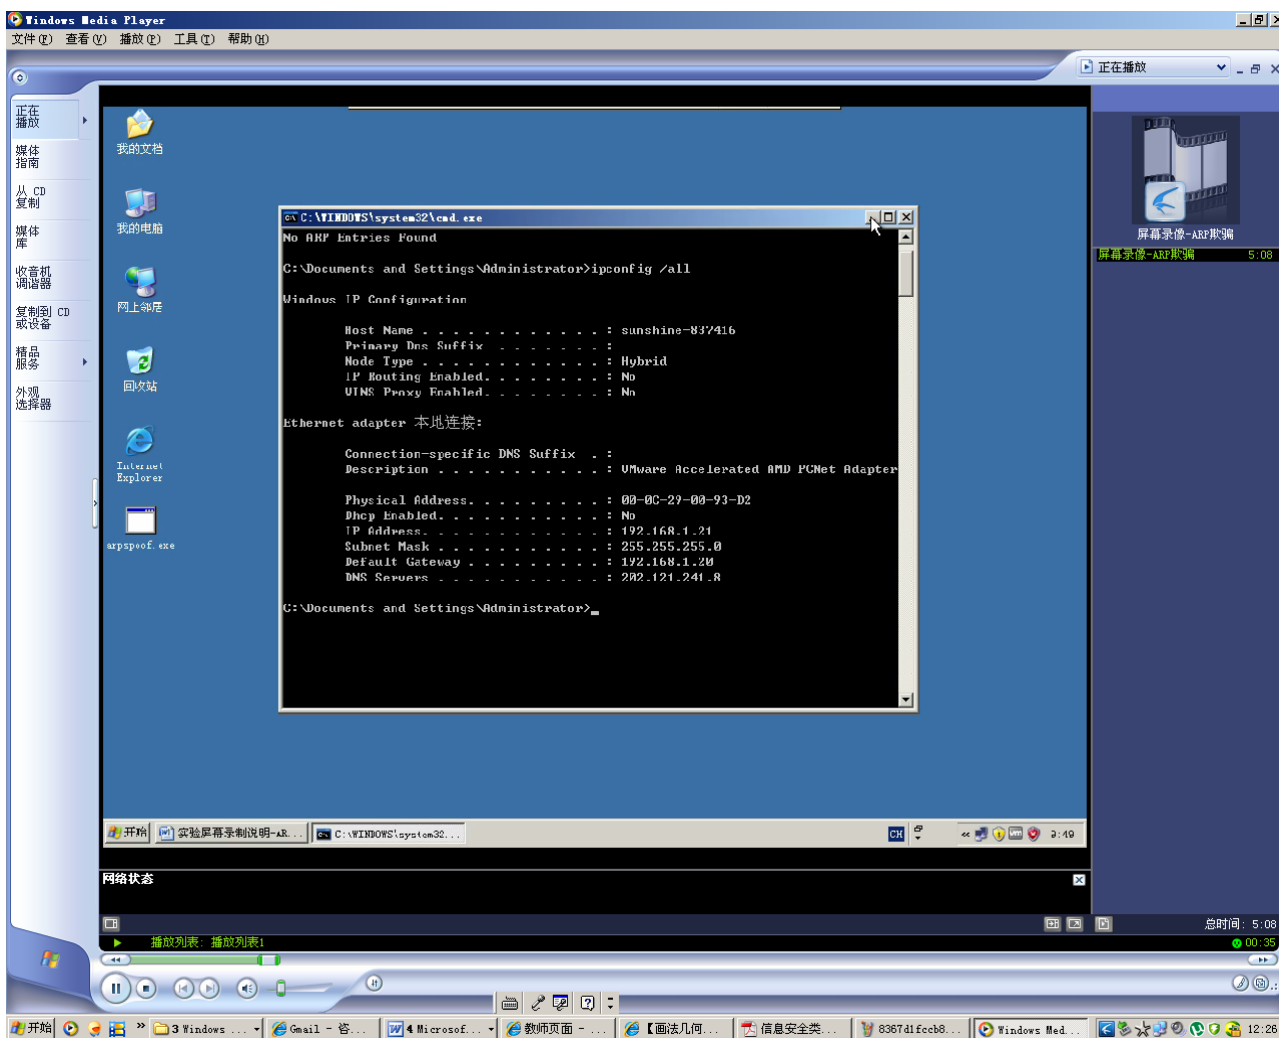 Windows Media Player
文件(F) 查看(V) 播放(P) 工具(T) 帮助(H)
正在播放
正在
播放
媒体
指南
从 CD
复制
媒体
库
收音机
调谐器
复制到 CD
或设备
精品
服务
外观
选择器
我的文档
我的电脑
网上邻居
回收站
Internet
Explorer
arpspoof.exe
C:\WINDOWS\system32\cmd.exe
No ARP Entries Found
C:\Documents and Settings\Administrator>ipconfig /all
Windows IP Configuration
Host Name . . . . . . . . . . . . : sunshine-837416
Primary Dns Suffix  . . . . . . . :
Node Type . . . . . . . . . . . . : Hybrid
IP Routing Enabled. . . . . . . . : No
WINS Proxy Enabled. . . . . . . . : No
Ethernet adapter 本地连接:
Connection-specific DNS Suffix  . :
Description . . . . . . . . . . . : VMware Accelerated AMD PCNet Adapter
Physical Address. . . . . . . . . : 00-0C-29-00-93-D2
Dhcp Enabled. . . . . . . . . . . : No
IP Address. . . . . . . . . . . . : 192.168.1.21
Subnet Mask . . . . . . . . . . . : 255.255.255.0
Default Gateway . . . . . . . . . : 192.168.1.20
DNS Servers . . . . . . . . . . . : 202.121.241.8
C:\Documents and Settings\Administrator>_
屏幕录像-ARP欺骗
屏幕录像-ARP欺骗 5:08
开始 实验屏幕录制说明-AR... C:\WINDOWS\system32... CH « 2:49
网络状态
总时间: 5:08
播放列表: 播放列表1 00:35
开始 » 3 Windows ... Gmail - 答... 4 Microsof... 教师页面 - ... 【画法几何... 信息安全类... 8367d1fccb8... Windows Med... 12:26